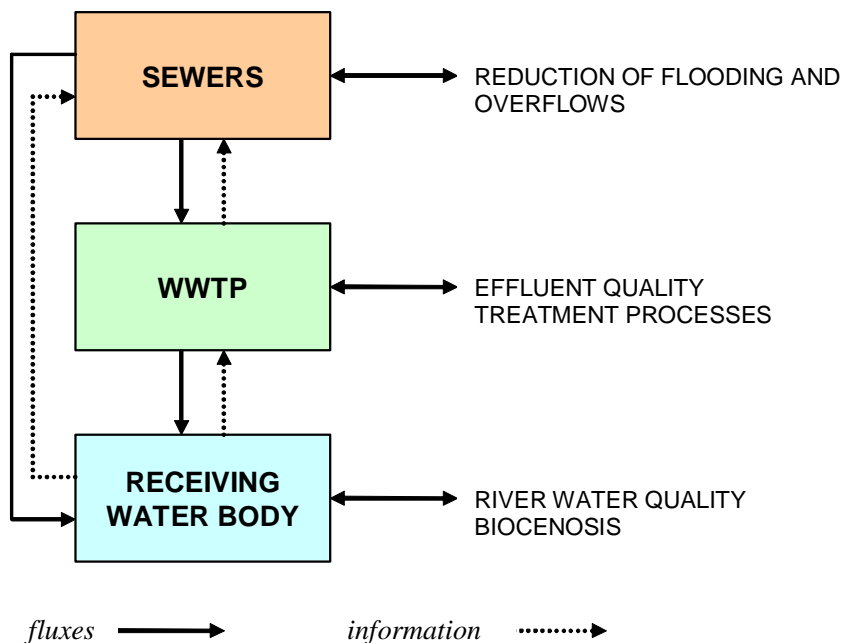 SEWERS
REDUCTION OF FLOODING AND
OVERFLOWS
WWTP
EFFLUENT QUALITY
TREATMENT PROCESSES
RECEIVING
WATER BODY
RIVER WATER QUALITY
BIOCENOSIS
fluxes
information